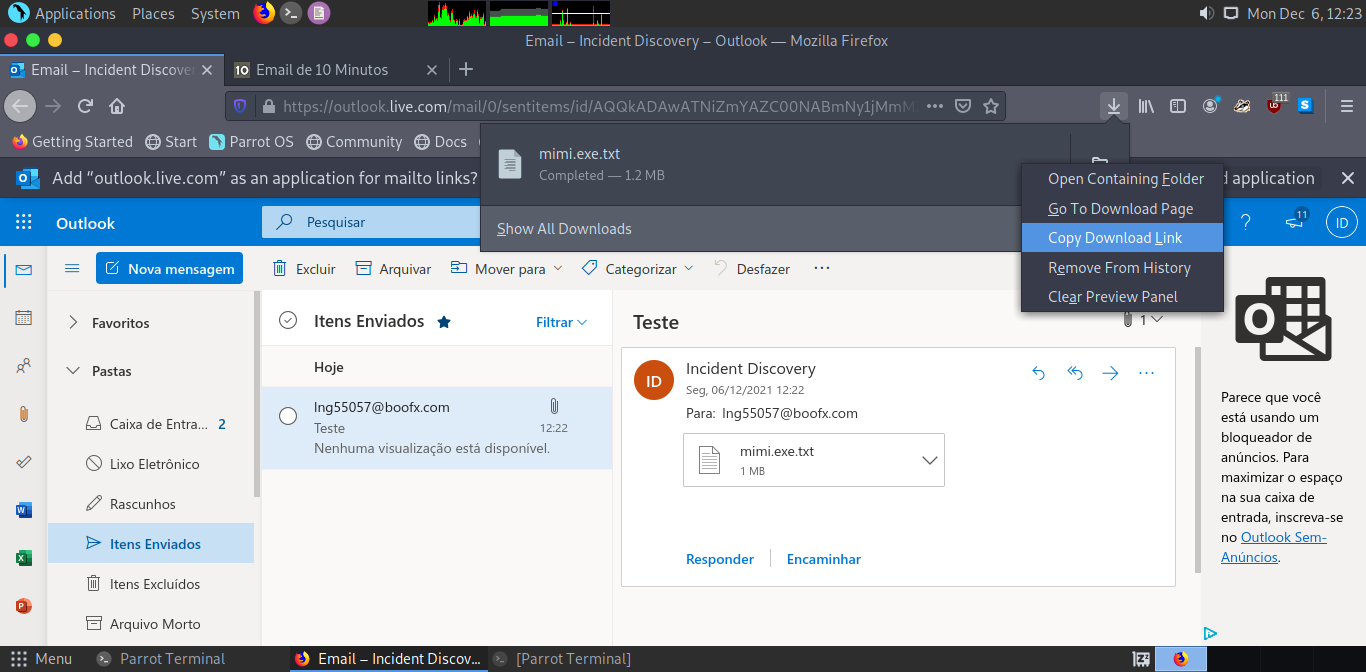 Applications Places System Mon Dec 6, 12:23
Email – Incident Discovery – Outlook — Mozilla Firefox
Email – Incident Discover 10 Email de 10 Minutos
https://outlook.live.com/mail/0/sentitems/id/AQQkADAwATNiZmYAZC00NABmNy1jMmM 111 S
Getting Started Start Parrot OS Community Docs
mimi.exe.txt
Completed — 1.2 MB
Show All Downloads
Open Containing Folder
Go To Download Page
Copy Download Link
Remove From History
Clear Preview Panel
Add “outlook.live.com” as an application for mailto links? application
Outlook Pesquisar ? 11 ID
Nova mensagem Excluir Arquivar Mover para Categorizar Desfazer
Favoritos
Pastas
Caixa de Entra... 2
Lixo Eletrônico
Rascunhos
Itens Enviados
Itens Excluídos
Arquivo Morto
Itens Enviados Filtrar
Hoje
lng55057@boofx.com
Teste 12:22
Nenhuma visualização está disponível.
Teste 1
ID Incident Discovery
Seg, 06/12/2021 12:22
Para: lng55057@boofx.com
mimi.exe.txt
1 MB
Responder Encaminhar
Parece que você
está usando um
bloqueador de
anúncios. Para
maximizar o espaço
na sua caixa de
entrada, inscreva-se
no Outlook Sem-
Anúncios.
Menu Parrot Terminal Email – Incident Discov... [Parrot Terminal]